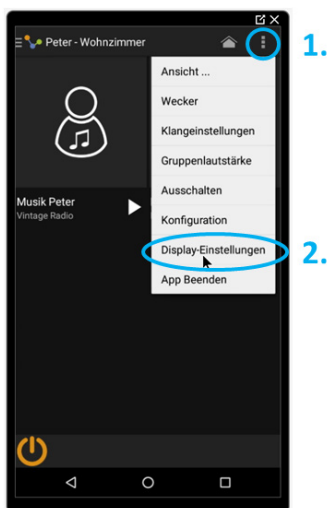 Peter - Wohnzimmer
1.
Ansicht ...
Wecker
Klangeinstellungen
Gruppenlautstärke
Ausschalten
Konfiguration
Display-Einstellungen
2.
App Beenden
Musik Peter
Vintage Radio